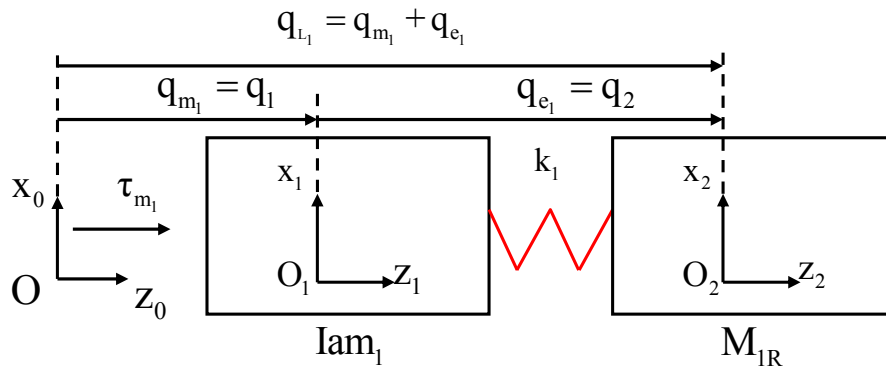 q_{L_1} = q_{m_1} + q_{e_1}
q_{m_1} = q_1
q_{e_1} = q_2
x_0
τ_{m_1}
x_1
k_1
x_2
O
z_0
O_1
z_1
O_2
z_2
Iam_1
M_{1R}